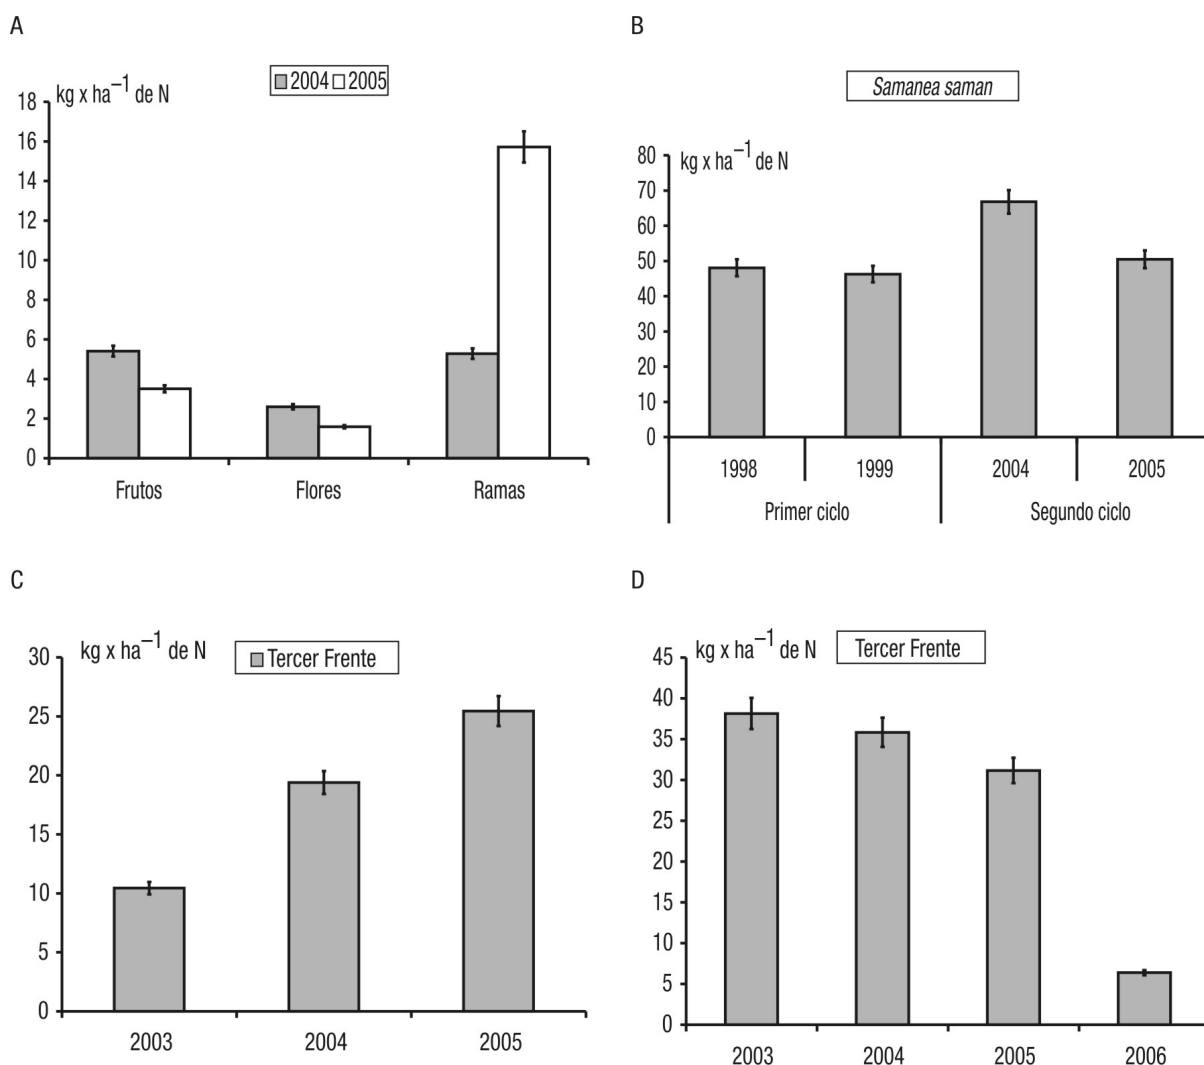 A
kg x ha⁻¹ de N
2004 2005
18
16
14
12
10
8
6
4
2
0
Frutos Flores Ramas
B
Samanea saman
kg x ha⁻¹ de N
80
70
60
50
40
30
20
10
0
1998 1999 2004 2005
Primer ciclo Segundo ciclo
C
kg x ha⁻¹ de N
Tercer Frente
30
25
20
15
10
5
0
2003 2004 2005
D
kg x ha⁻¹ de N
Tercer Frente
45
40
35
30
25
20
15
10
5
0
2003 2004 2005 2006